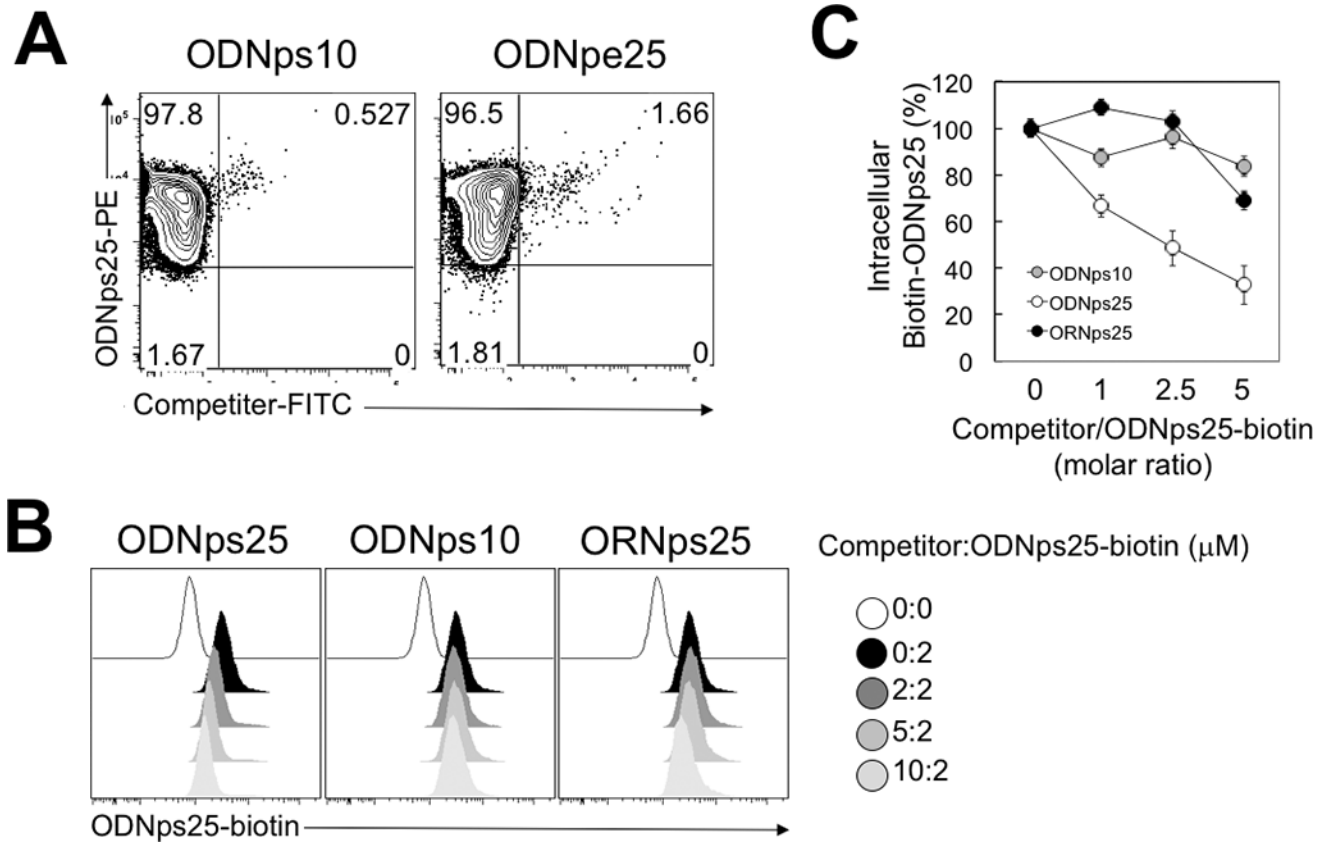 A
ODNps10
ODNpe25
97.8
0.527
96.5
1.66
10⁵
ODNps25-PE
1.67
0
1.81
0
Competiter-FITC
C
120
100
80
60
40
20
0
Intracellular
Biotin-ODNps25 (%)
ODNps10
ODNps25
ORNps25
0 1 2.5 5
Competitor/ODNps25-biotin
(molar ratio)
B
ODNps25
ODNps10
ORNps25
ODNps25-biotin
Competitor:ODNps25-biotin (μM)
0:0
0:2
2:2
5:2
10:2